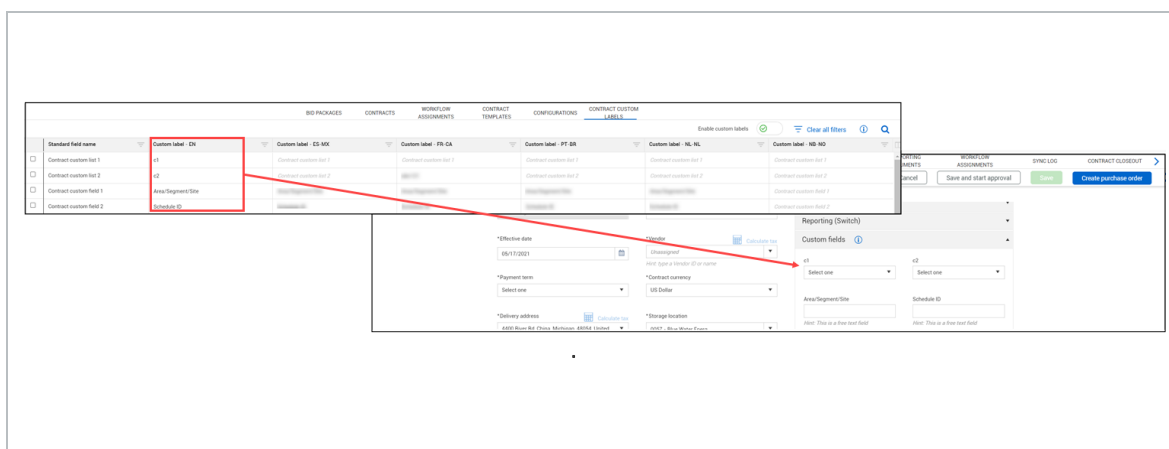 BID PACKAGES CONTRACTS WORKFLOW ASSIGNMENTS CONTRACT TEMPLATES CONFIGURATIONS CONTRACT CUSTOM LABELS
Enable custom labels Clear all filters
Standard field name Custom label - EN Custom label - ES-MX Custom label - FR-CA Custom label - PT-BR Custom label - NL-NL Custom label - NB-NO
Contract custom list 1 c1 Contract custom list 1 Contract custom list 1 Contract custom list 1 Contract custom list 1 Contract custom list 1
Contract custom list 2 c2 Contract custom list 2 Contract custom list 2 Contract custom list 2 Contract custom list 2
Contract custom field 1 Area/Segment/Site Contract custom field 1
Contract custom field 2 Schedule ID Contract custom field 2
WORKFLOW ASSIGNMENTS SYNC LOG CONTRACT CLOSEOUT
Save and start approval Save Create purchase order
Reporting (Switch)
*Effective date *Vendor Calculate tax Custom fields
05/17/2021 Unassigned
Hint: type a Vendor ID or name
c1 c2
Select one Select one
*Payment term *Contract currency
Select one US Dollar
Area/Segment/Site Schedule ID
*Delivery address Calculate tax *Storage location
Hint: This is a free text field Hint: This is a free text field